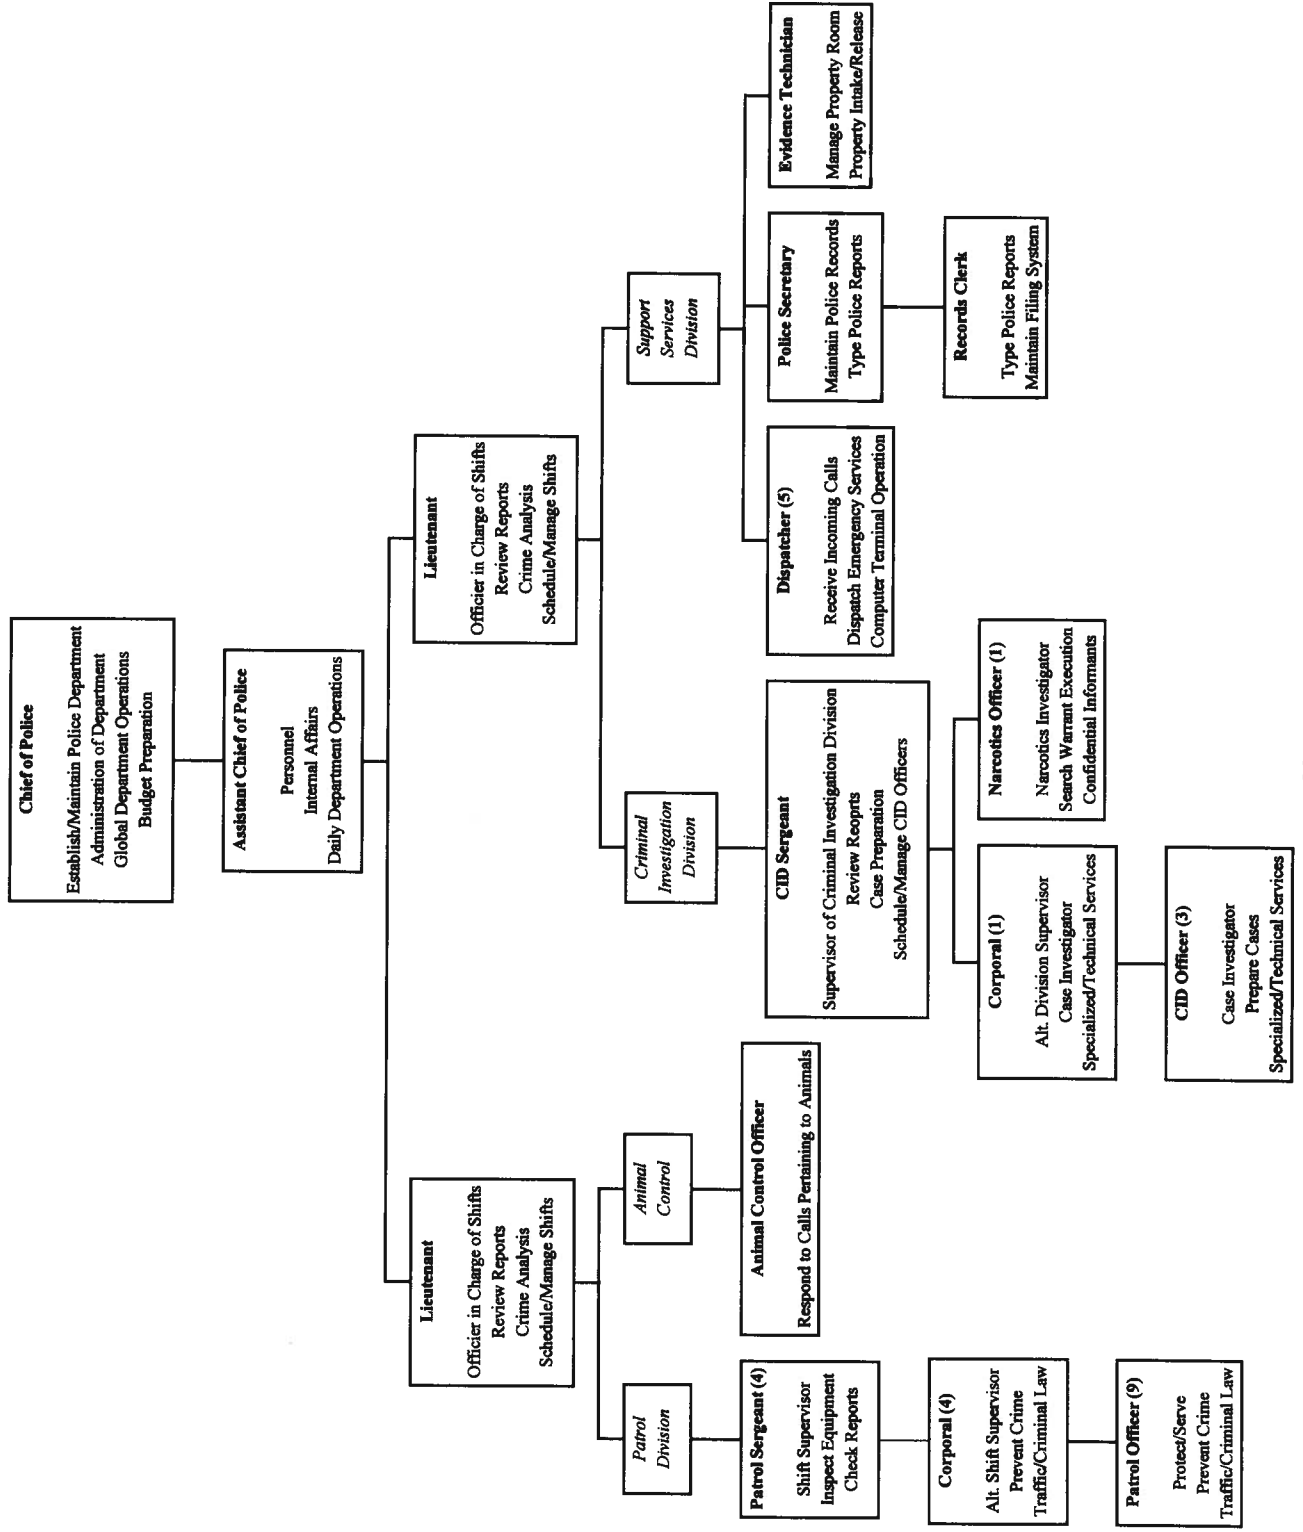 Chief of Police
Establish/Maintain Police Department
Administration of Department
Global Department Operations
Budget Preparation
Assistant Chief of Police
Personnel
Internal Affairs
Daily Department Operations
Lieutenant
Officier in Charge of Shifts
Review Reports
Crime Analysis
Schedule/Manage Shifts
Lieutenant
Officier in Charge of Shifts
Review Reports
Crime Analysis
Schedule/Manage Shifts
Patrol
Division
Animal
Control
Criminal
Investigation
Division
Support
Services
Division
Patrol Sergeant (4)
Shift Supervisor
Inspect Equipment
Check Reports
Animal Control Officer
Respond to Calls Pertaining to Animals
CID Sergeant
Supervisor of Criminal Investigation Division
Review Reoprts
Case Preparation
Schedule/Manage CID Officers
Dispatcher (5)
Receive Incoming Calls
Dispatch Emergency Services
Computer Terminal Operation
Police Secretary
Maintain Police Records
Type Police Reports
Evidence Technician
Manage Property Room
Property Intake/Release
Corporal (4)
Alt. Shift Supervisor
Prevent Crime
Traffic/Criminal Law
Corporal (1)
Alt. Division Supervisor
Case Investigator
Specialized/Technical Services
Narcotics Officer (1)
Narcotics Investigator
Search Warrant Execution
Confidential Informants
Records Clerk
Type Police Reports
Maintain Filing System
Patrol Officer (9)
Protect/Serve
Prevent Crime
Traffic/Criminal Law
CID Officer (3)
Case Investigator
Prepare Cases
Specialized/Technical Services